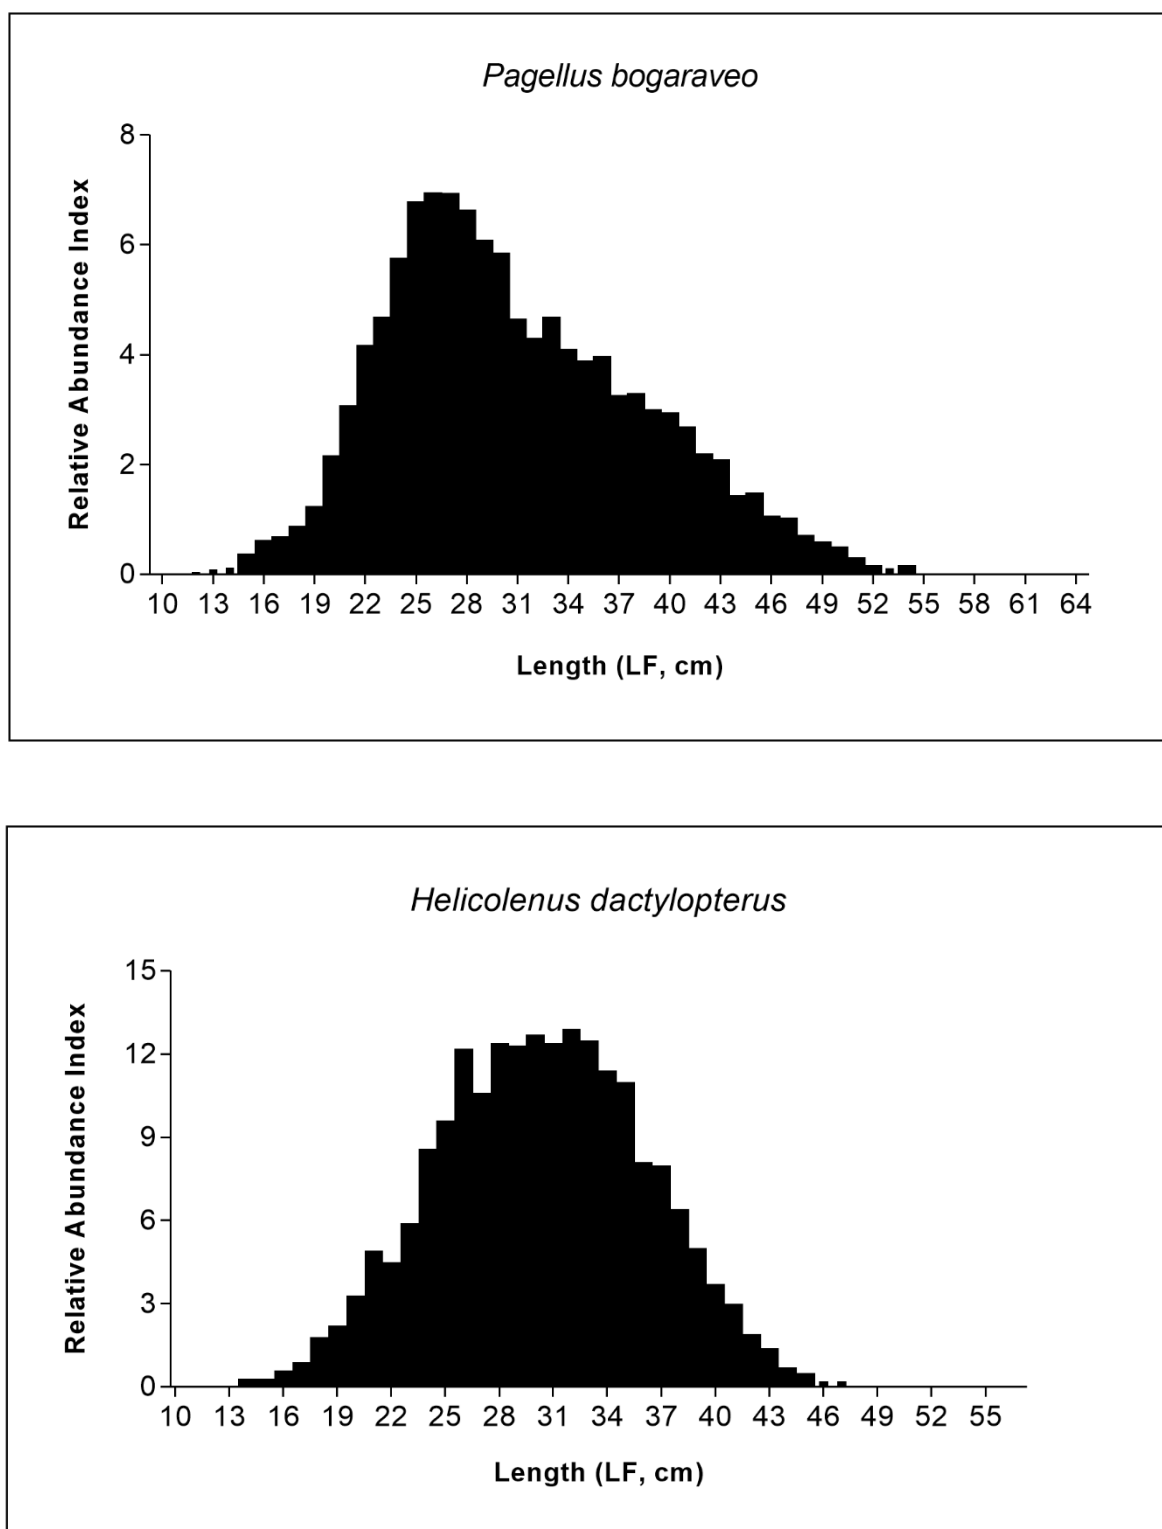 Pagellus bogaraveo
Relative Abundance Index
8
6
4
2
0
10 13 16 19 22 25 28 31 34 37 40 43 46 49 52 55 58 61 64
Length (LF, cm)
Helicolenus dactylopterus
Relative Abundance Index
15
12
9
6
3
0
10 13 16 19 22 25 28 31 34 37 40 43 46 49 52 55
Length (LF, cm)